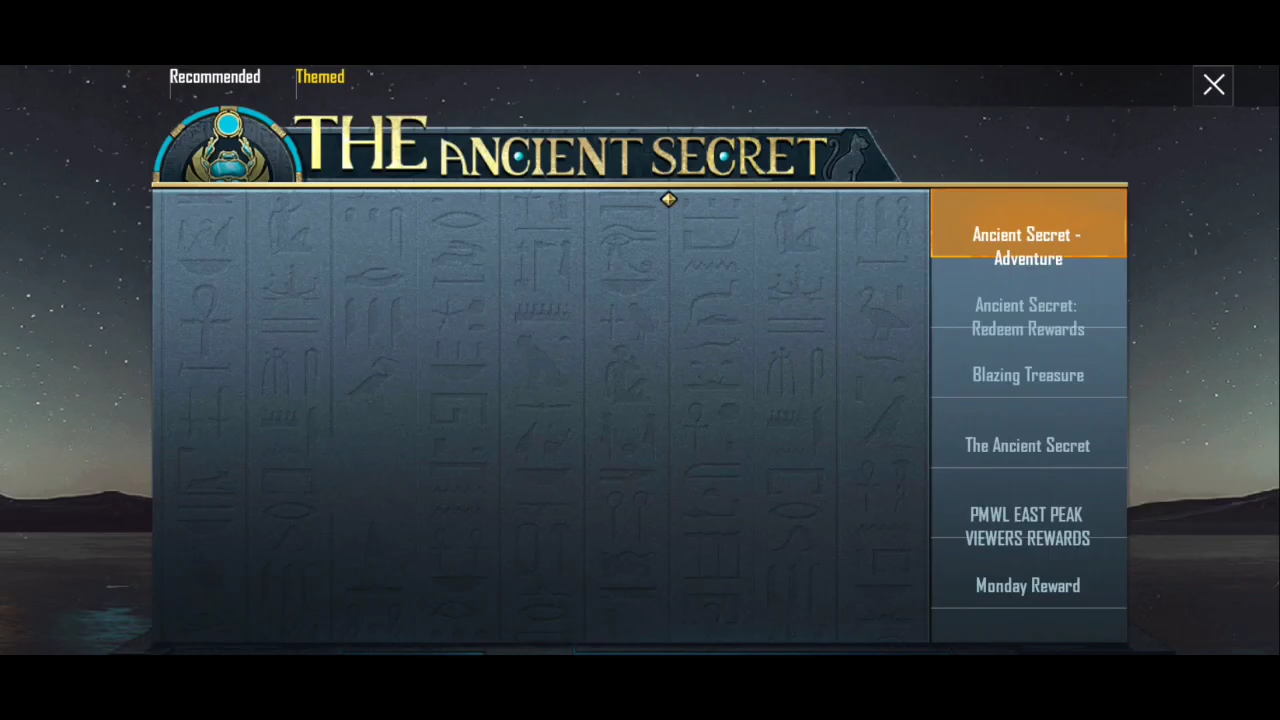 Recommended
Themed
THE ANCIENT SECRET
Ancient Secret -
Adventure
Ancient Secret:
Redeem Rewards
Blazing Treasure
The Ancient Secret
PMWL EAST PEAK
VIEWERS REWARDS
Monday Reward